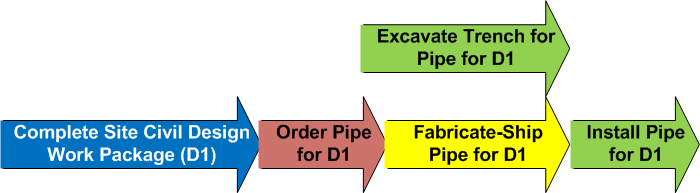 Excavate Trench for
Pipe for D1
Complete Site Civil Design
Work Package (D1)
Order Pipe
for D1
Fabricate-Ship
Pipe for D1
Install Pipe
for D1